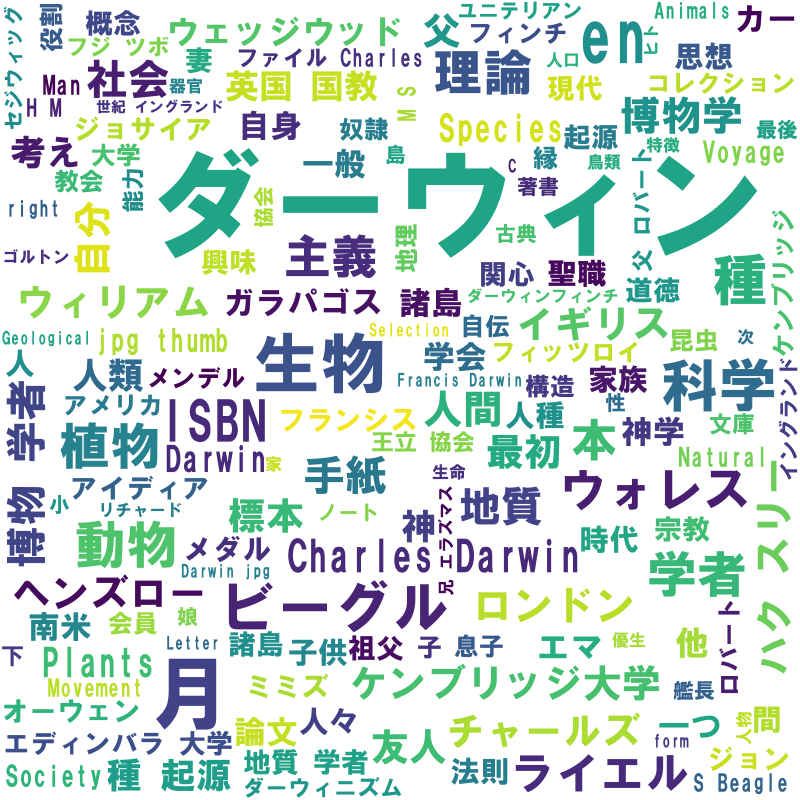 セジウィッグ
役割
概念
ウェッジウッド
父
ユニテリアン
フィンチ
en
Animals
カー
ヒト
フジ ツボ
妻
ファイル Charles
人口
思想
Man
社会
器官
英国 国教
理論
現代
コレクション
H M
世紀 イングランド
M S
博物学
ジョサイア
自身
奴隷
Species
起源
特徴
最後
考え
大学
一般
島
C
縁
鳥類
Voyage
教会
能力
ダーウィン
著書
父 ロバート
right
自分
協会
地理
古典
ケンブリッジ
ゴルトン
興味
主義
関心
聖職
道徳
種
ウィリアム
ガラパゴス 諸島
ダーウィンフィンチ
Geological
jpg thumb
Selection
自伝
イギリス
昆虫
次
人
人類
メンデル
生物
学会
フィッツロイ
科学
イングランド
Francis Darwin
構造
家族
博物 学者
アメリカ
ISBN
フランシス
人間
人種
性
文庫
植物
王立 協会
最初
本
神学
Darwin
家
手紙
生命
Natural
アイディア
小
リチャード
標本
ノート
神
兄 エラズマス
地質
ウォレス
ハク スリー
動物
メダル
Charles Darwin
時代
宗教
Darwin jpg
学者
ヘンズロー
ビーグル
ロンドン
ロバート
南米
会員
娘
下
Letter
諸島
子供
祖父
子
息子
エマ
優生
他
Plants
Movement
月
ミミズ
ケンブリッジ大学
艦長
オーウェン
論文
人々
チャールズ
一つ
人物
間
エディンバラ 大学
友人
form
Society
種 起源
地質 学者
ダーウィニズム
法則
ライエル
ジョン
S Beagle